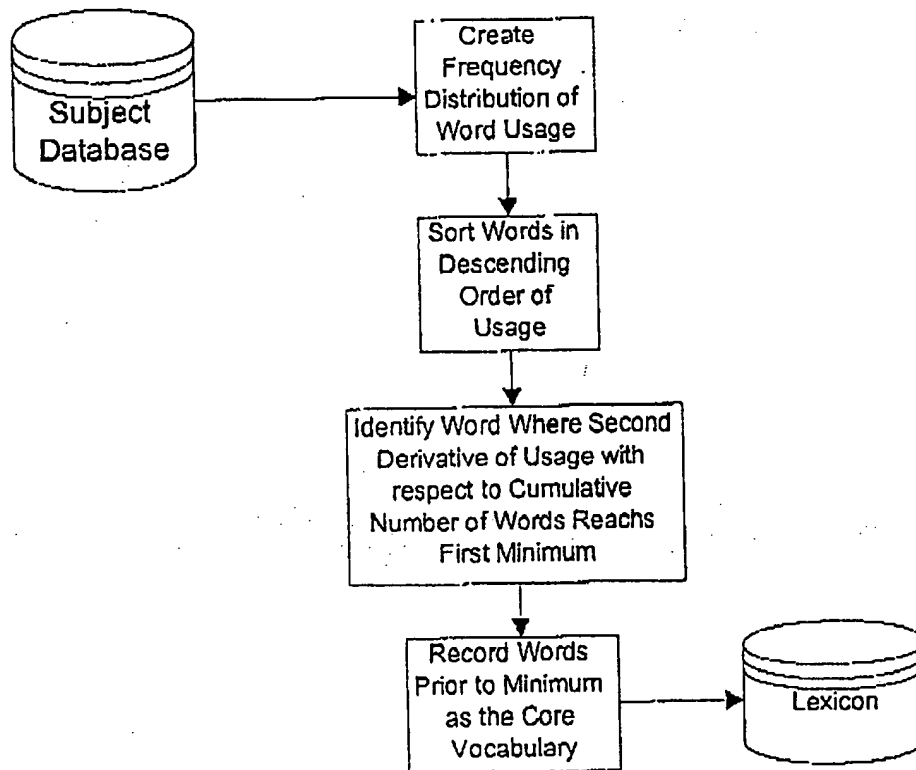 Subject
Database
Create
Frequency
Distribution of
Word Usage
Sort Words in
Descending
Order of
Usage
Identify Word Where Second
Derivative of Usage with
respect to Cumulative
Number of Words Reachs
First Minimum
Record Words
Prior to Minimum
as the Core
Vocabulary
Lexicon